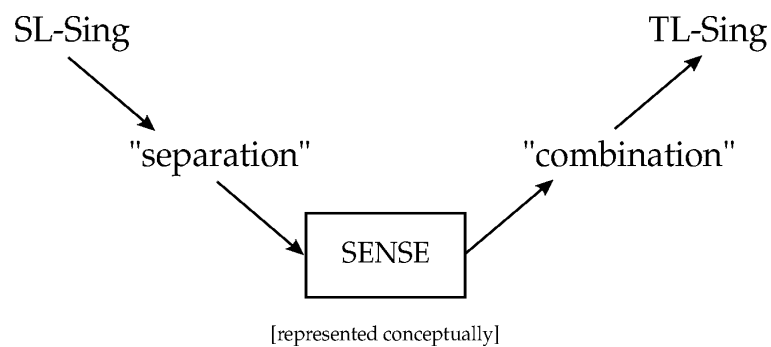 SL-Sing
TL-Sing
"separation"
"combination"
SENSE
[represented conceptually]